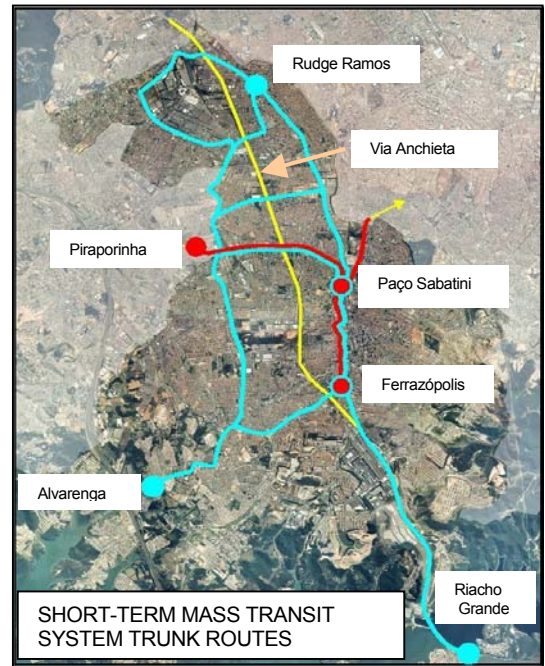 Rudge Ramos
Via Anchieta
Piraporinha
Paço Sabatini
Ferrazópolis
Alvarenga
Riacho
Grande
SHORT-TERM MASS TRANSIT
SYSTEM TRUNK ROUTES